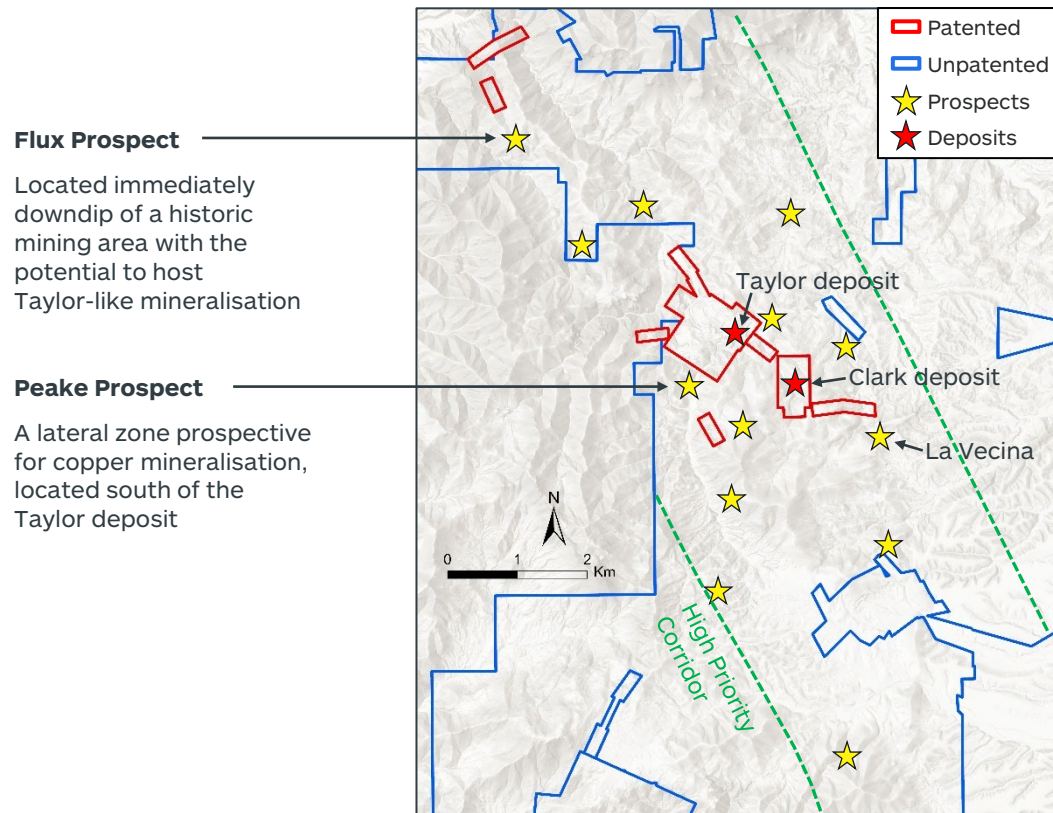 Patented
Unpatented
Prospects
Deposits
Flux Prospect
Located immediately
downdip of a historic
mining area with the
potential to host
Taylor-like mineralisation
Taylor deposit
Peake Prospect
A lateral zone prospective
for copper mineralisation,
located south of the
Taylor deposit
Clark deposit
La Vecina
N
0 1 2
Km
High Priority
Corridor